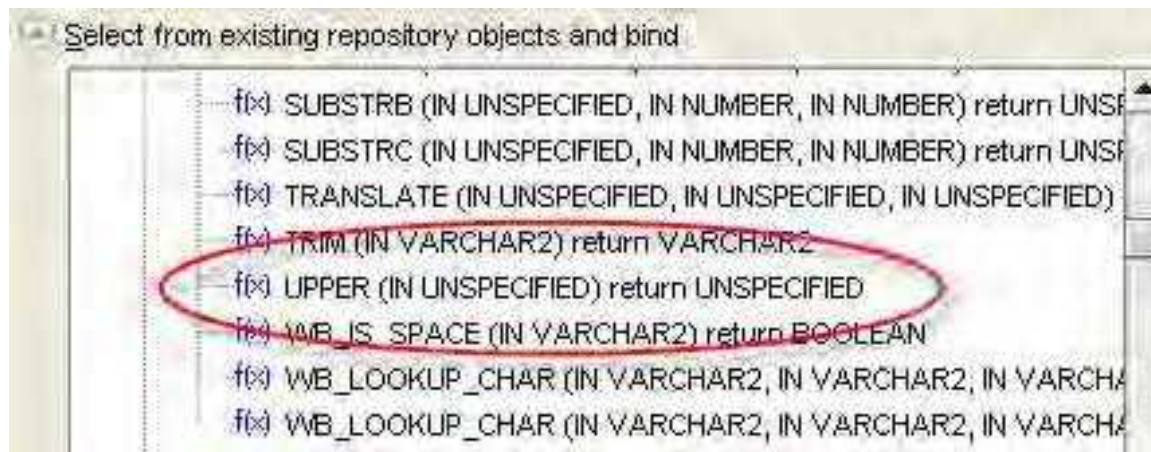 Select from existing repository objects and bind
f(x) SUBSTRB (IN UNSPECIFIED, IN NUMBER, IN NUMBER) return UNSP
f(x) SUBSTRC (IN UNSPECIFIED, IN NUMBER, IN NUMBER) return UNSP
f(x) TRANSLATE (IN UNSPECIFIED, IN UNSPECIFIED, IN UNSPECIFIED)
f(x) TRIM (IN VARCHAR2) return VARCHAR2
f(x) UPPER (IN UNSPECIFIED) return UNSPECIFIED
f(x) WB_IS_SPACE (IN VARCHAR2) return BOOLEAN
f(x) WB_LOOKUP_CHAR (IN VARCHAR2, IN VARCHAR2, IN VARCHA
f(x) WB_LOOKUP_CHAR (IN VARCHAR2, IN VARCHAR2, IN VARCHA